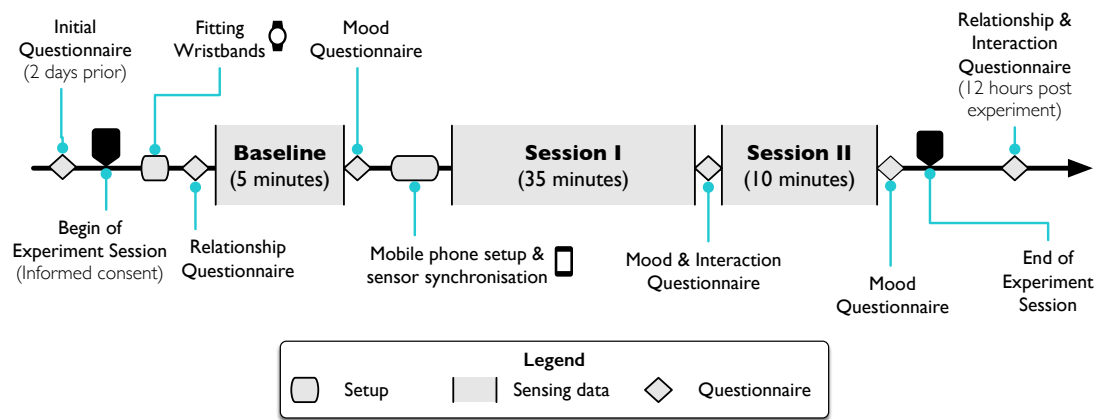 Initial
Questionnaire
(2 days prior)
Fitting
Wristbands
Mood
Questionnaire
Relationship &
Interaction
Questionnaire
(12 hours post
experiment)
Baseline
(5 minutes)
Session I
(35 minutes)
Session II
(10 minutes)
Begin of
Experiment Session
(Informed consent)
Relationship
Questionnaire
Mobile phone setup &
sensor synchronisation
Mood & Interaction
Questionnaire
Mood
Questionnaire
End of
Experiment
Session
Legend
Setup
Sensing data
Questionnaire